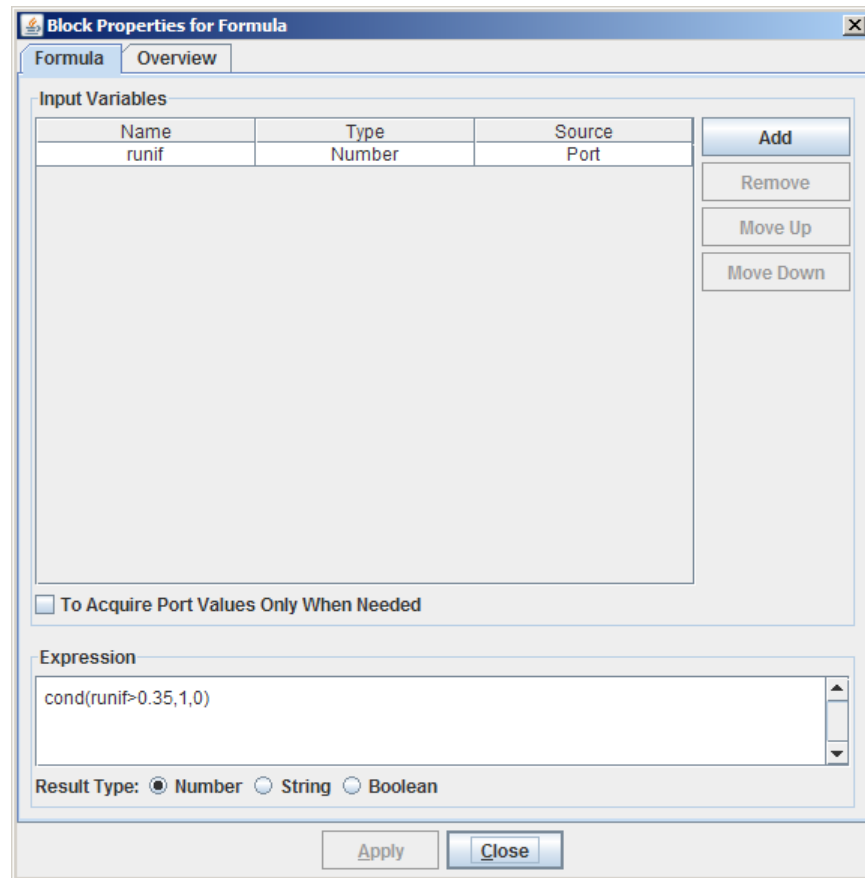 Block Properties for Formula
Formula Overview
Input Variables
Name Type Source
runif Number Port
Add
Remove
Move Up
Move Down
To Acquire Port Values Only When Needed
Expression
cond(runif>0.35,1,0)
Result Type: Number String Boolean
Apply Close